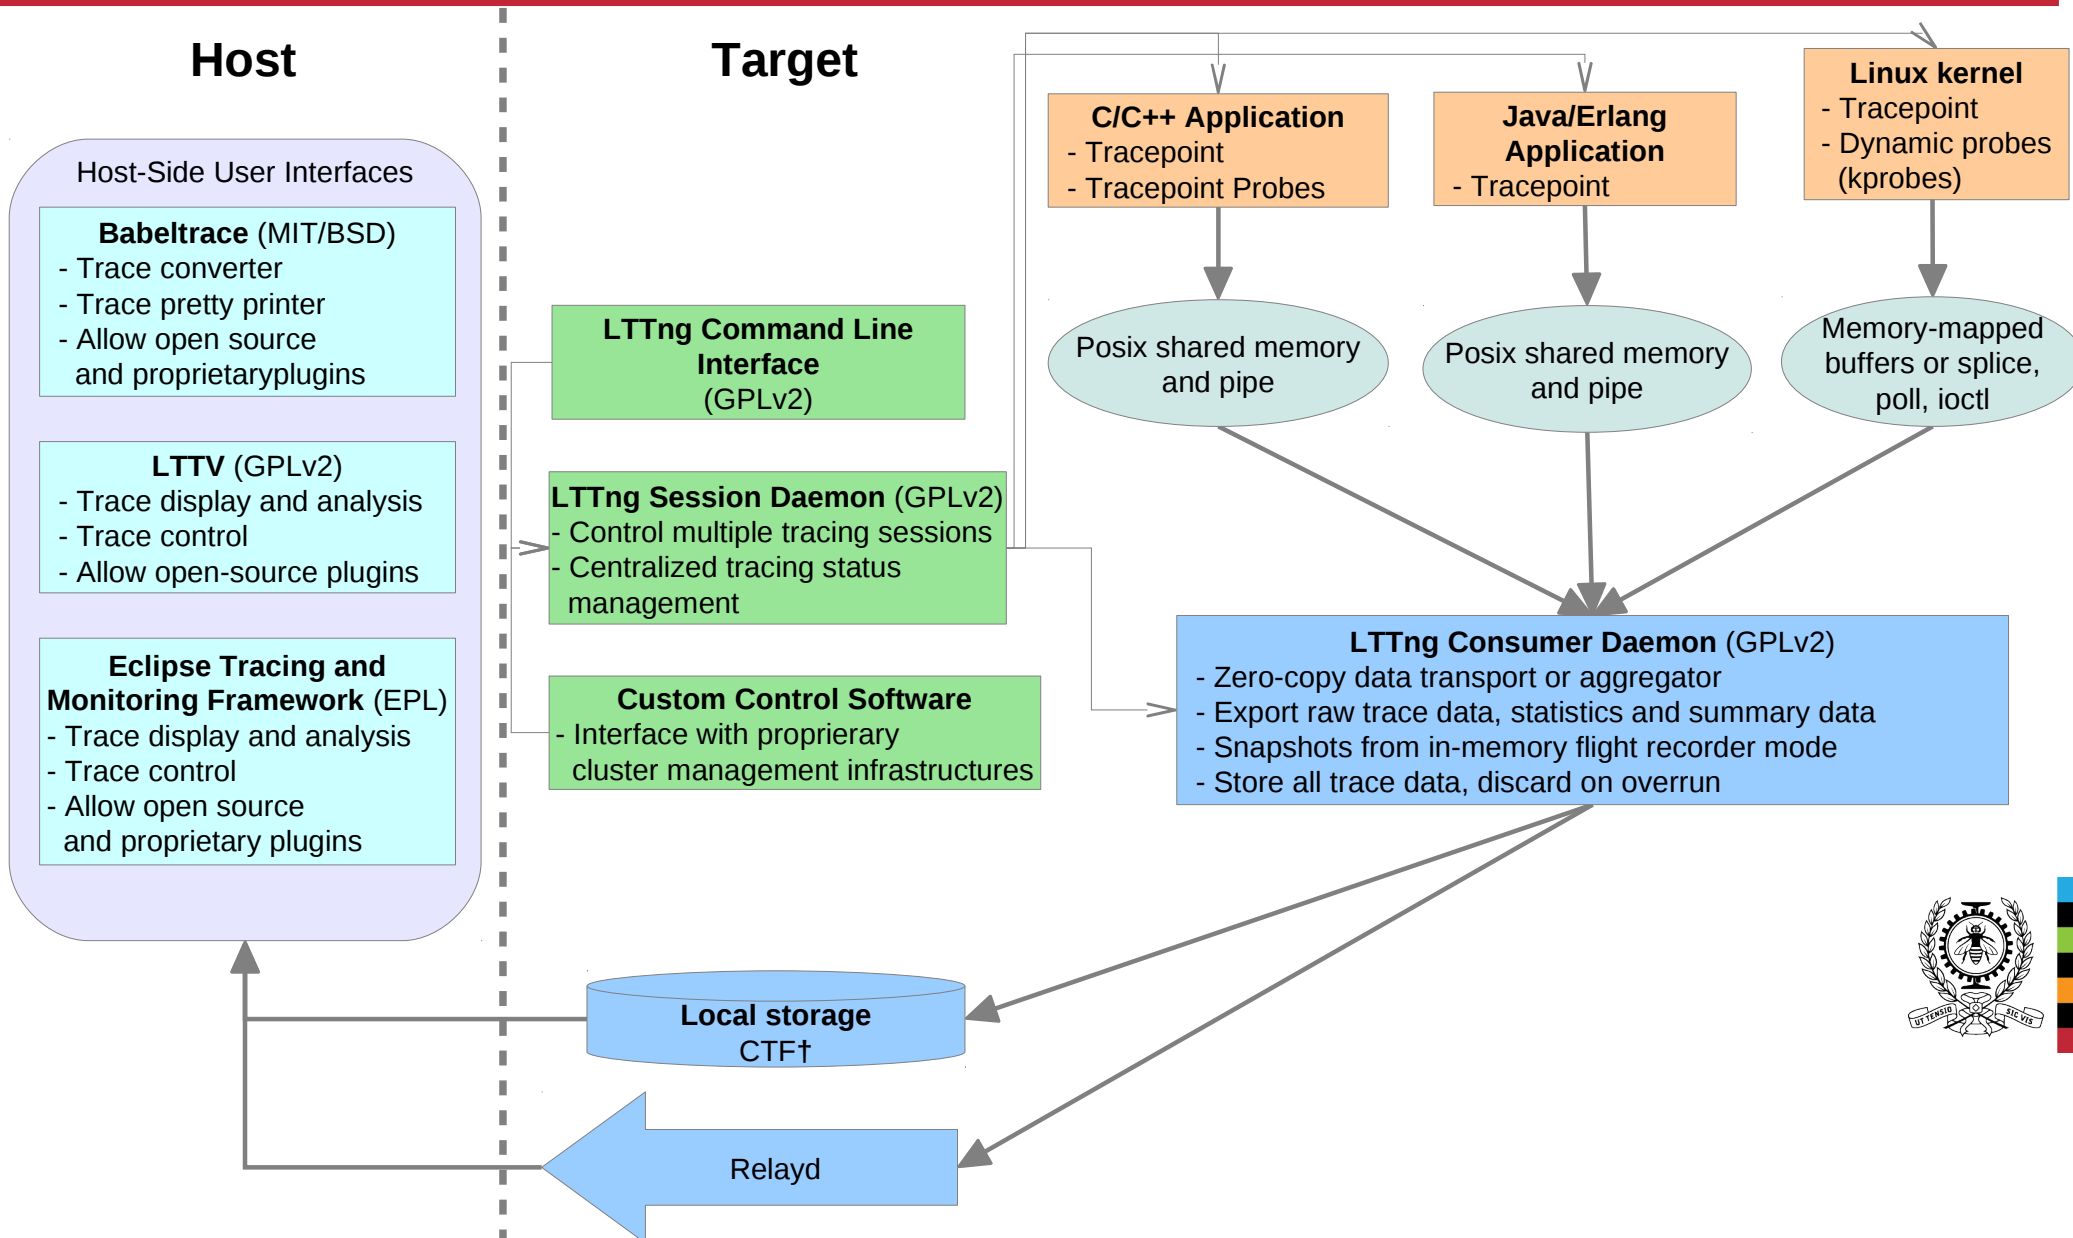 Host
Target
Host-Side User Interfaces
Babeltrace (MIT/BSD)
- Trace converter
- Trace pretty printer
- Allow open source
and proprietaryplugins
LTTV (GPLv2)
- Trace display and analysis
- Trace control
- Allow open-source plugins
Eclipse Tracing and
Monitoring Framework (EPL)
- Trace display and analysis
- Trace control
- Allow open source
and proprietary plugins
LTTng Command Line
Interface
(GPLv2)
LTTng Session Daemon (GPLv2)
- Control multiple tracing sessions
- Centralized tracing status
management
Custom Control Software
- Interface with proprierary
cluster management infrastructures
C/C++ Application
- Tracepoint
- Tracepoint Probes
Java/Erlang
Application
- Tracepoint
Linux kernel
- Tracepoint
- Dynamic probes
(kprobes)
Posix shared memory
and pipe
Posix shared memory
and pipe
Memory-mapped
buffers or splice,
poll, ioctl
LTTng Consumer Daemon (GPLv2)
- Zero-copy data transport or aggregator
- Export raw trace data, statistics and summary data
- Snapshots from in-memory flight recorder mode
- Store all trace data, discard on overrun
Local storage
CTF†
Relayd
UT TENSIO SIC VIS